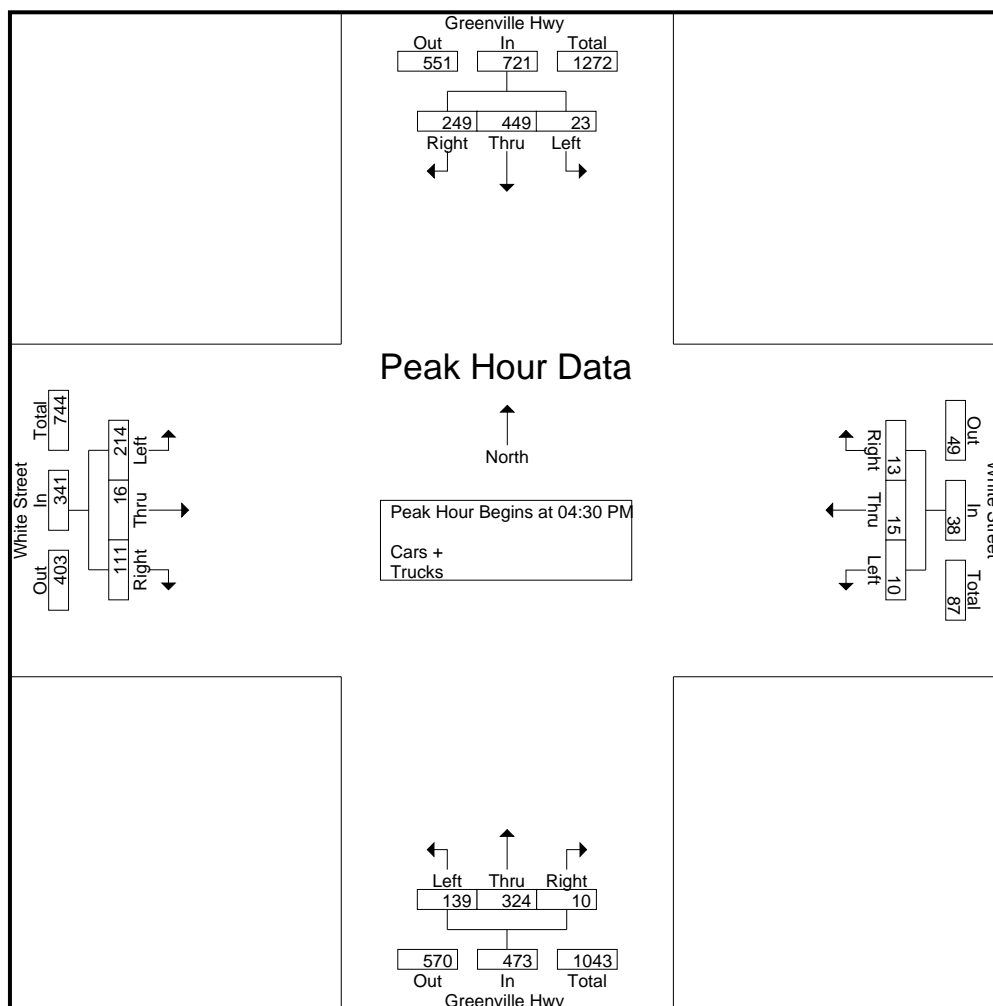 Greenville Hwy
Out In Total
551 721 1272
249 449 23
Right Thru Left
Peak Hour Data
North
Peak Hour Begins at 04:30 PM
Cars +
Trucks
White Street
Out In Total
403 341 744
111 16 214
Right Thru Left
White Street
Out In Total
49 38 87
13 15 10
Right Thru Left
Left Thru Right
139 324 10
570 473 1043
Out In Total
Greenville Hwy